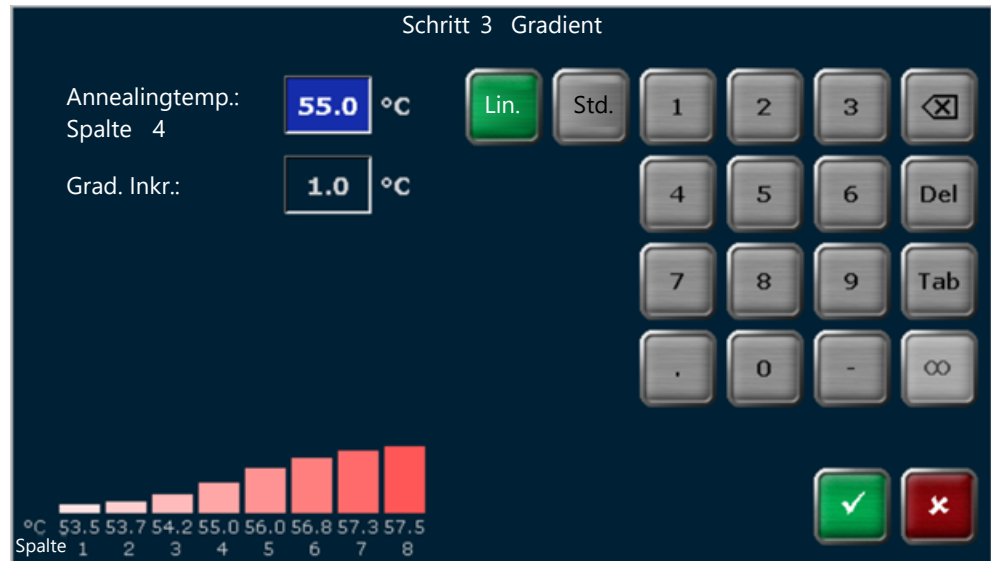 Schritt 3 Gradient
Annealingtemp.: 55.0 °C
Spalte 4
Grad. Inkr.: 1.0 °C
Lin. Std. 1 2 3
4 5 6 Del
7 8 9 Tab
. 0 - ∞
°C 53.5 53.7 54.2 55.0 56.0 56.8 57.3 57.5
Spalte 1 2 3 4 5 6 7 8